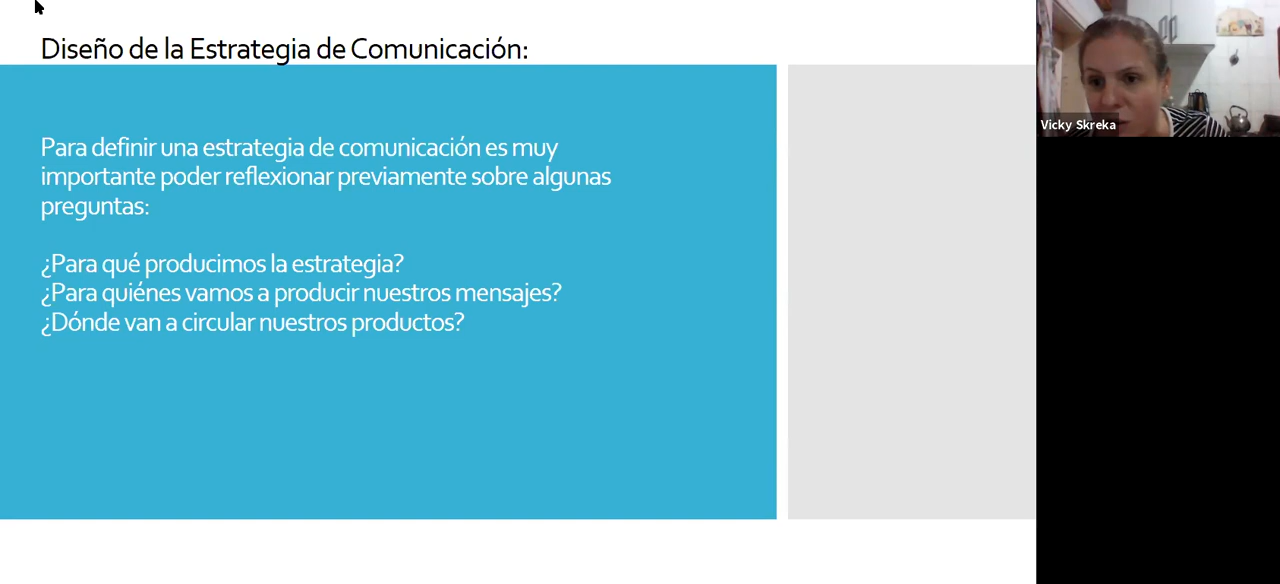 Diseño de la Estrategia de Comunicación:
Para definir una estrategia de comunicación es muy
importante poder reflexionar previamente sobre algunas
preguntas:
¿Para qué producimos la estrategia?
¿Para quiénes vamos a producir nuestros mensajes?
¿Dónde van a circular nuestros productos?
Vicky Skreka